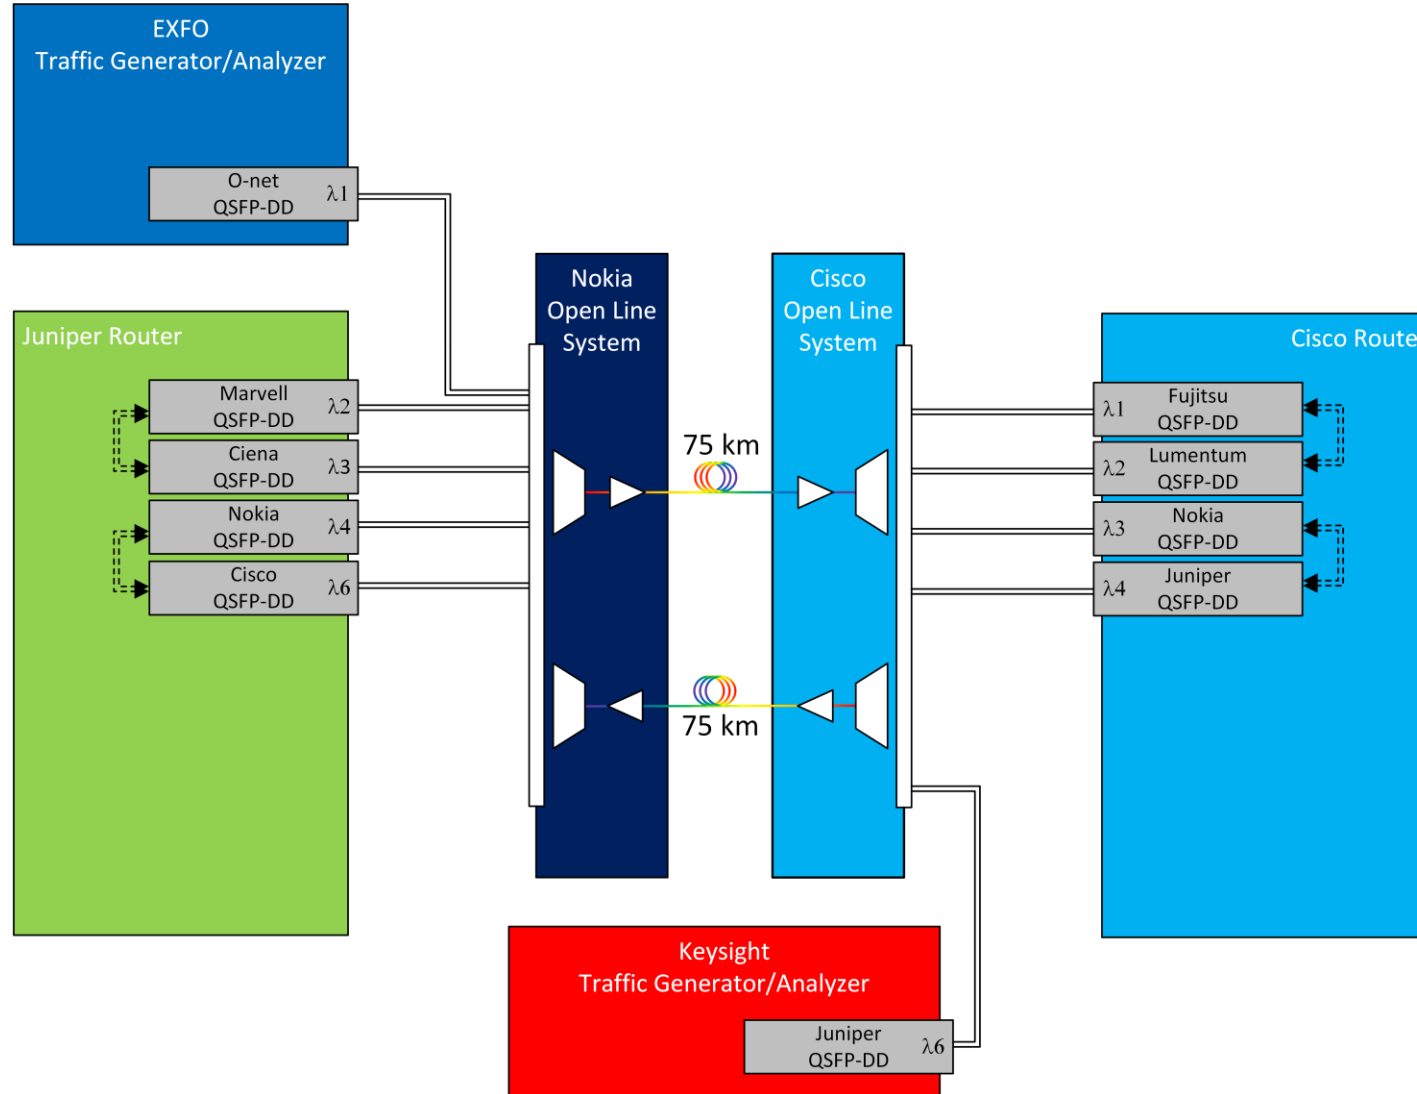 EXFO
Traffic Generator/Analyzer
O-net
QSFP-DD
λ1
Juniper Router
Marvell
QSFP-DD
λ2
Ciena
QSFP-DD
λ3
Nokia
QSFP-DD
λ4
Cisco
QSFP-DD
λ6
Nokia
Open Line
System
75 km
75 km
Cisco
Open Line
System
Cisco Route
λ1
Fujitsu
QSFP-DD
λ2
Lumentum
QSFP-DD
λ3
Nokia
QSFP-DD
λ4
Juniper
QSFP-DD
Keysight
Traffic Generator/Analyzer
Juniper
QSFP-DD
λ6